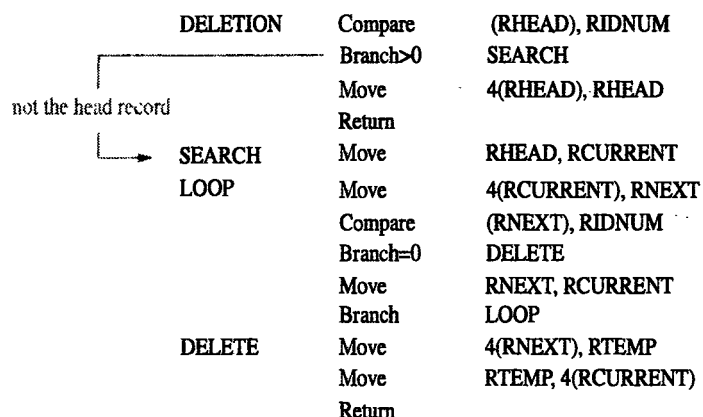 DELETION Compare (RHEAD), RIDNUM
Branch>0 SEARCH
Move 4(RHEAD), RHEAD
not the head record
Return
SEARCH Move RHEAD, RCURRENT
LOOP Move 4(RCURRENT), RNEXT
Compare (RNEXT), RIDNUM
Branch=0 DELETE
Move RNEXT, RCURRENT
Branch LOOP
DELETE Move 4(RNEXT), RTEMP
Move RTEMP, 4(RCURRENT)
Return